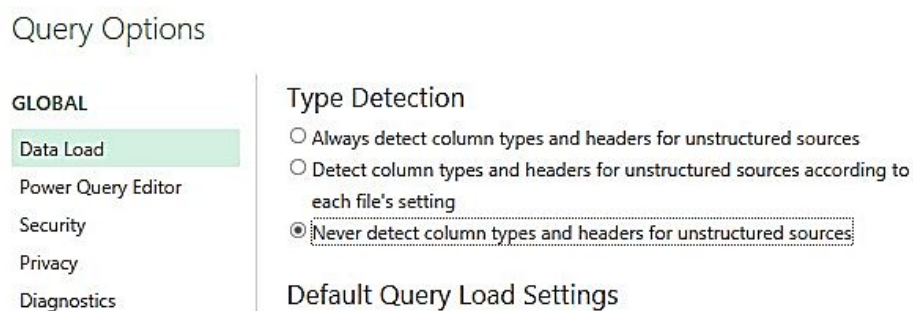 Query Options
GLOBAL
Data Load
Power Query Editor
Security
Privacy
Diagnostics
Type Detection
Always detect column types and headers for unstructured sources
Detect column types and headers for unstructured sources according to
each file's setting
Never detect column types and headers for unstructured sources
Default Query Load Settings